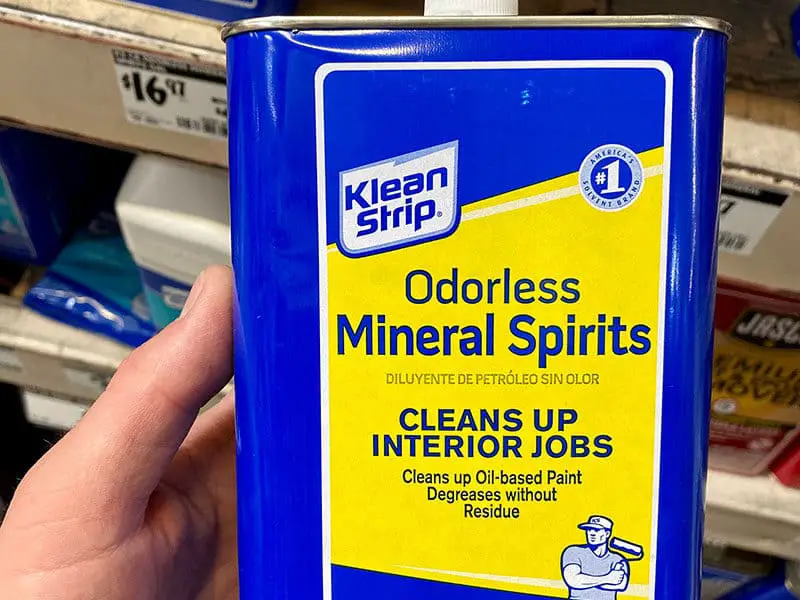 $16 97
Klean
Strip®
AMERICA'S
#1
SOLVENT BRAND
Odorless
Mineral Spirits
DILUYENTE DE PETRÓLEO SIN OLOR
CLEANS UP
INTERIOR JOBS
Cleans up Oil-based Paint
Degreases without
Residue
JASCO